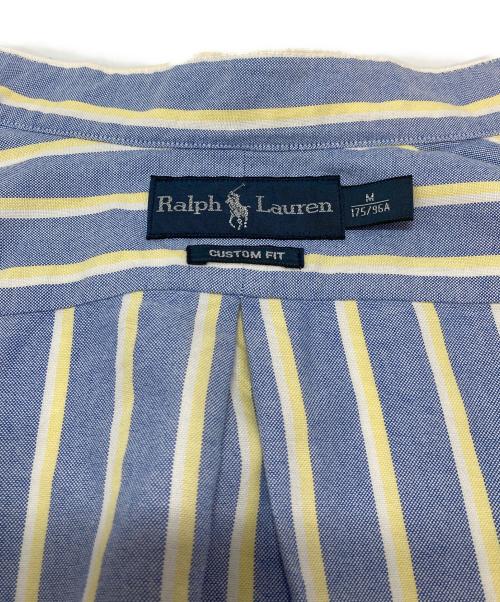 Ralph Lauren
M
175/96A
CUSTOM FIT